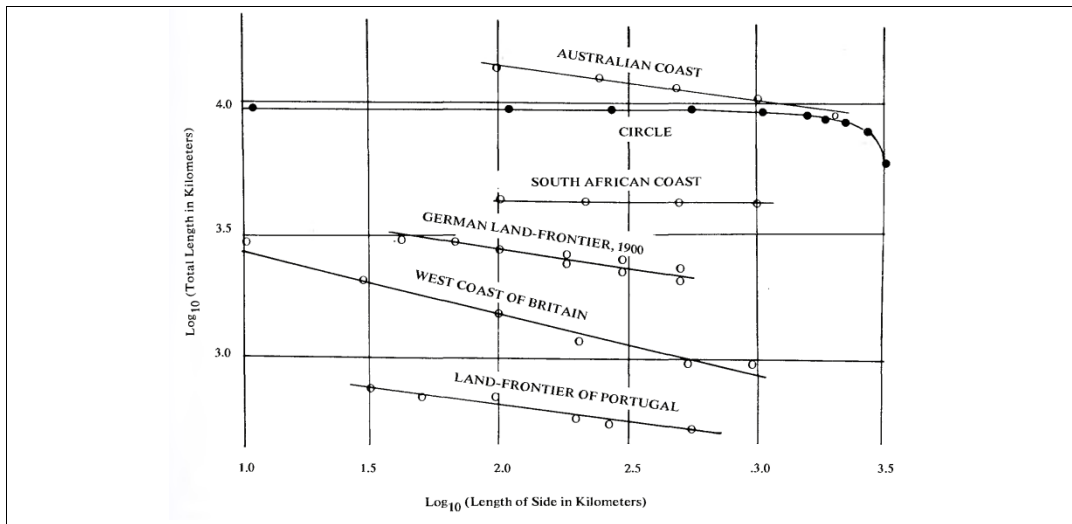 AUSTRALIAN COAST
4.0
CIRCLE
SOUTH AFRICAN COAST
GERMAN LAND-FRONTIER, 1900
3.5
WEST COAST OF BRITAIN
3.0
LAND-FRONTIER OF PORTUGAL
Log10 (Total Length in Kilometers)
1.0 1.5 2.0 2.5 .3.0 3.5
Log10 (Length of Side in Kilometers)